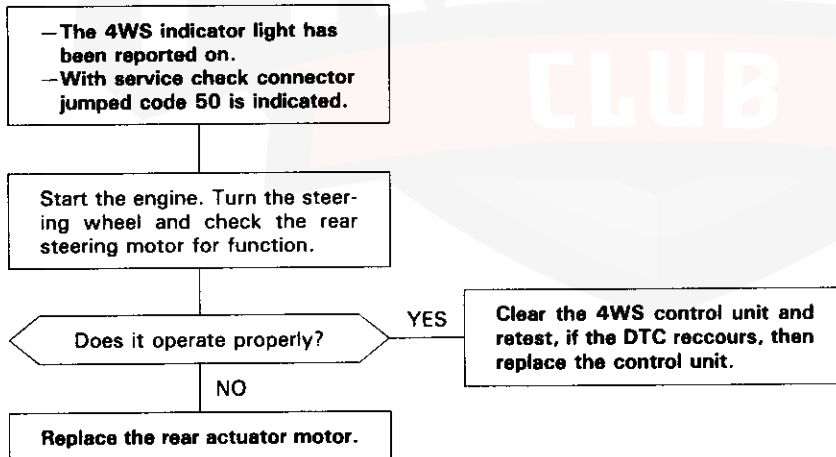 —The 4WS indicator light has
been reported on.
—With service check connector
jumped code 50 is indicated.
CLUB
Start the engine. Turn the steer-
ing wheel and check the rear
steering motor for function.
Does it operate properly?
YES
Clear the 4WS control unit and
retest, if the DTC reccours, then
replace the control unit.
NO
Replace the rear actuator motor.